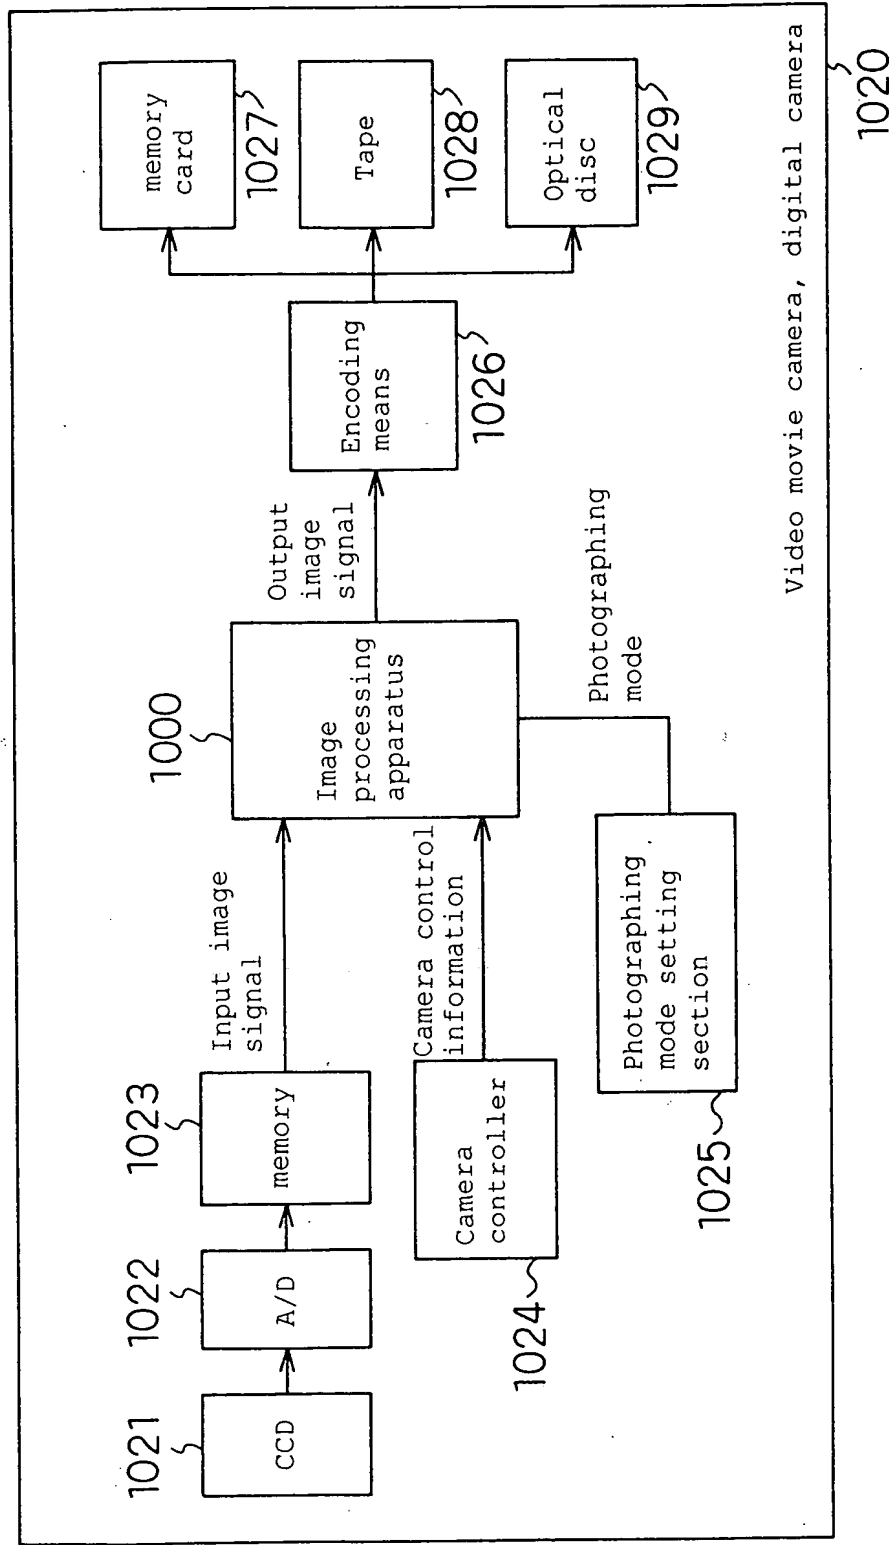 1021
CCD
1022
A/D
1023
memory
Input image
signal
1024
Camera
controller
Camera control
information
1025
Photographing
mode setting
section
Photographing
mode
1000
Image
processing
apparatus
Output
image
signal
Encoding
means
1026
memory
card
1027
Tape
1028
Optical
disc
1029
Video movie camera, digital camera
1020